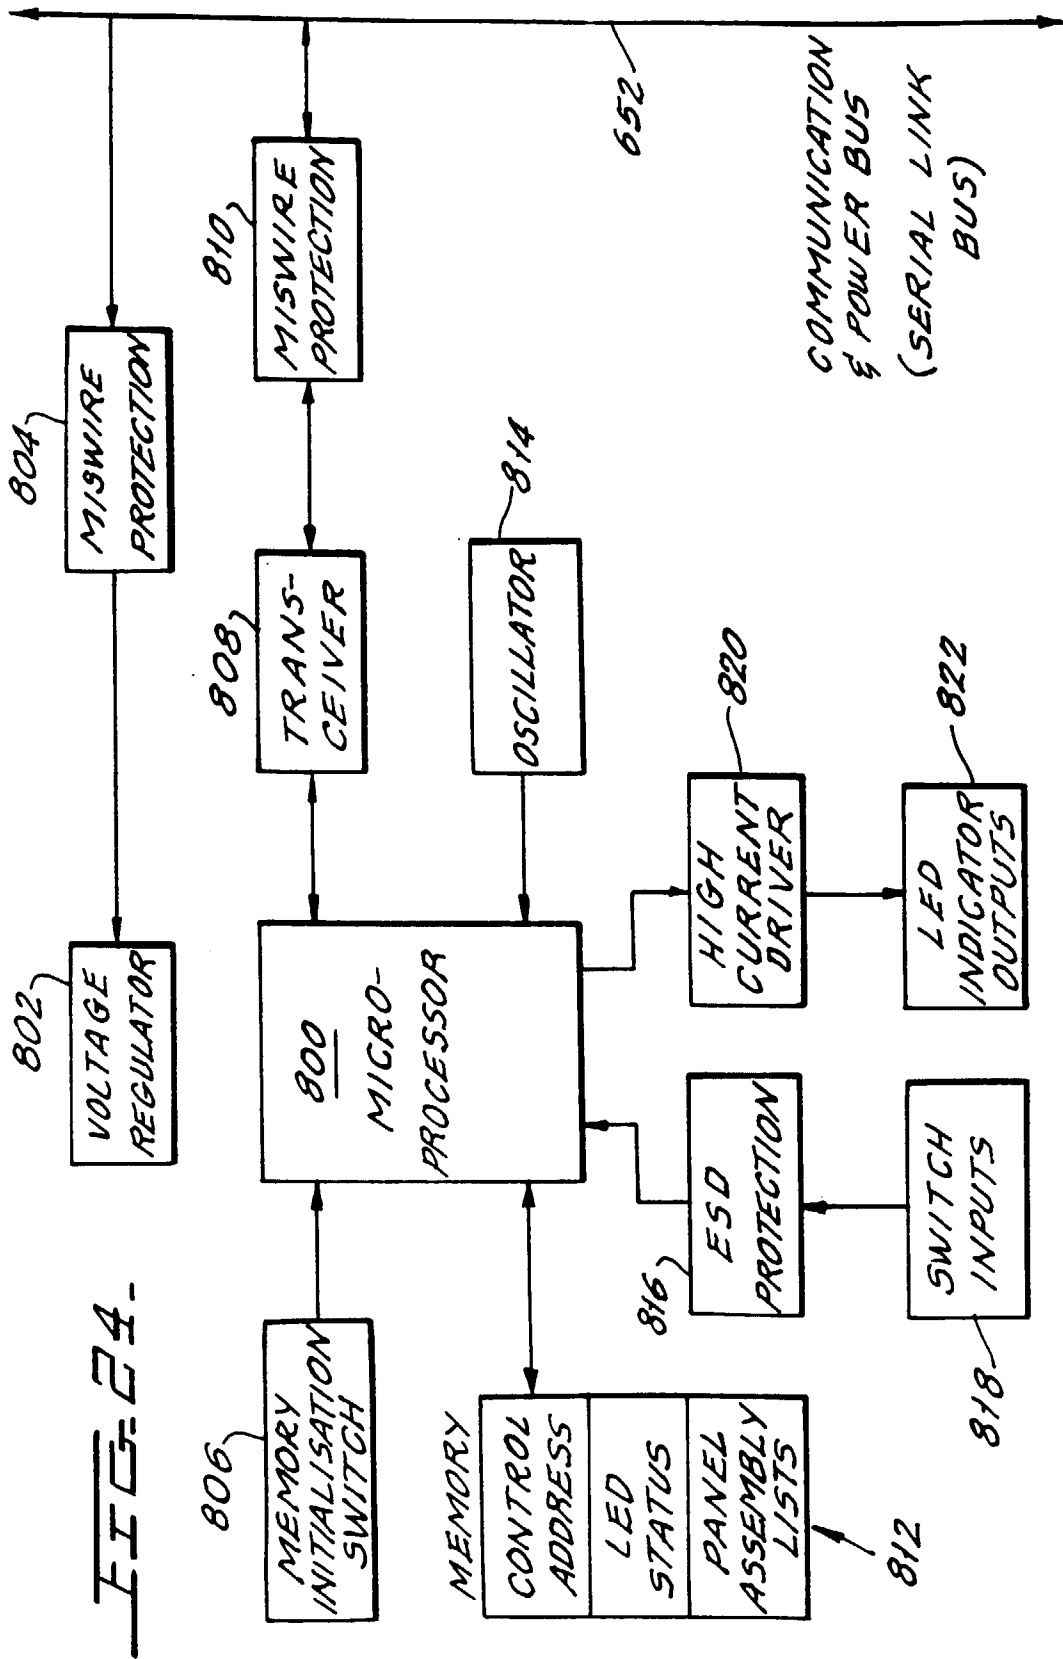 FIG. 24.
802
VOLTAGE
REGULATOR
804
MISWIRE
PROTECTION
806
MEMORY
INITIALISATION
SWITCH
800
MICRO-
PROCESSOR
808
TRANS-
CEIVER
810
MISWIRE
PROTECTION
652
MEMORY
CONTROL
ADDRESS
LED
STATUS
PANEL
ASSEMBLY
LISTS
812
OSCILLATOR
814
816
ESD
PROTECTION
HIGH
CURRENT
DRIVER
820
818
SWITCH
INPUTS
LED
INDICATOR
OUTPUTS
822
COMMUNICATION
& POWER BUS
(SERIAL LINK
BUS)